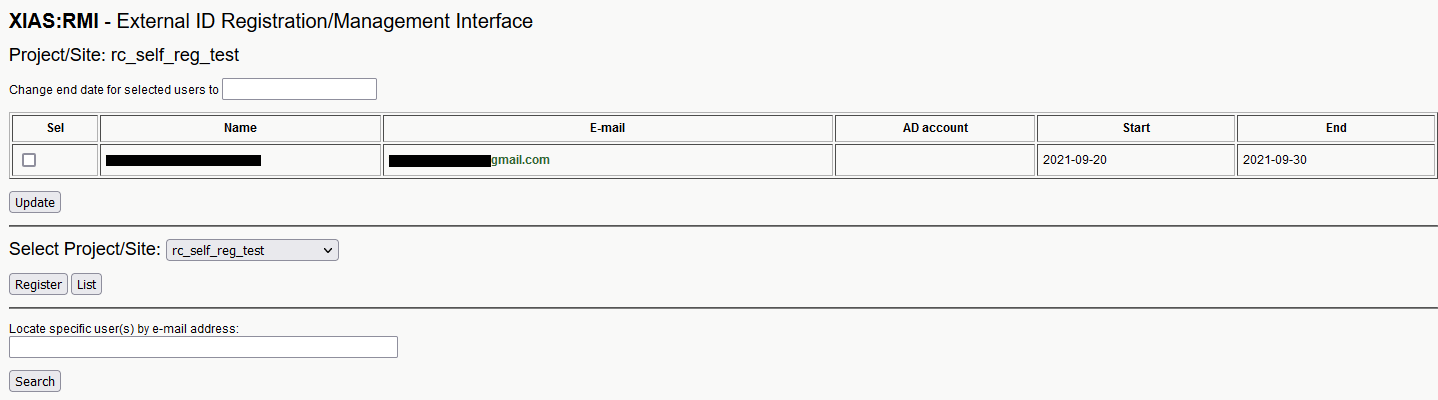 XIAS:RMI - External ID Registration/Management Interface
Project/Site: rc_self_reg_test
Change end date for selected users to
Sel Name E-mail AD account Start End
gmail.com 2021-09-20 2021-09-30
Update
Select Project/Site: rc_self_reg_test
Register List
Locate specific user(s) by e-mail address:
Search